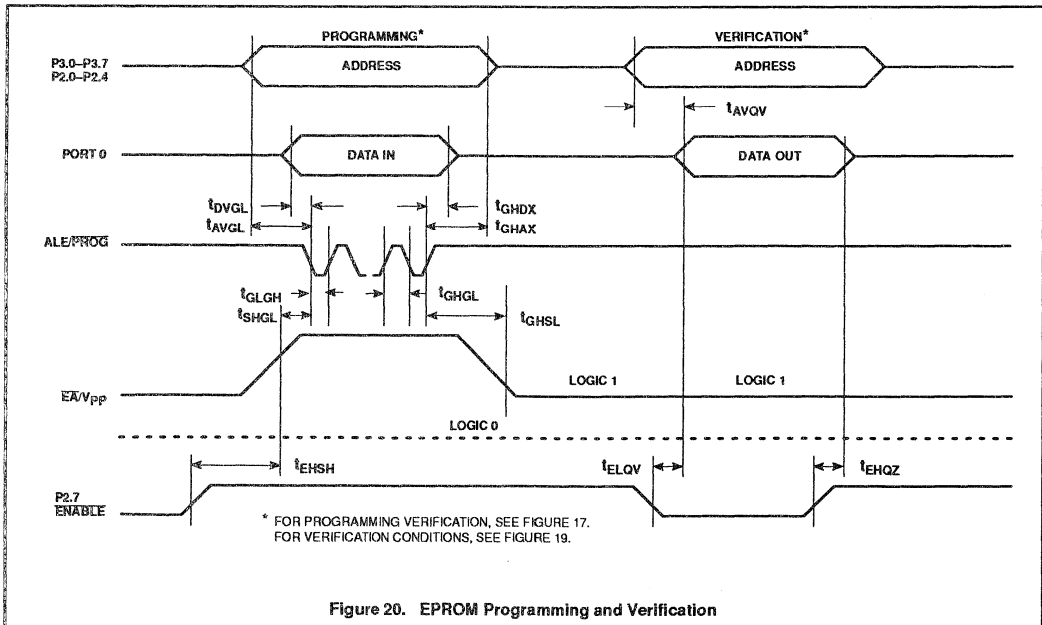 PROGRAMMING*
VERIFICATION*
P3.0–P3.7
P2.0–P2.4
ADDRESS
ADDRESS
tAVQV
PORT 0
DATA IN
DATA OUT
tDVGL
tGHDX
tAVGL
tGHAX
ALE/PROG
tGLGH
tGHGL
tSHGL
tGHSL
EA/VPP
LOGIC 1
LOGIC 1
LOGIC 0
tEHSH
tELQV
tEHQZ
P2.7
ENABLE
* FOR PROGRAMMING VERIFICATION, SEE FIGURE 17.
FOR VERIFICATION CONDITIONS, SEE FIGURE 19.
Figure 20. EPROM Programming and Verification